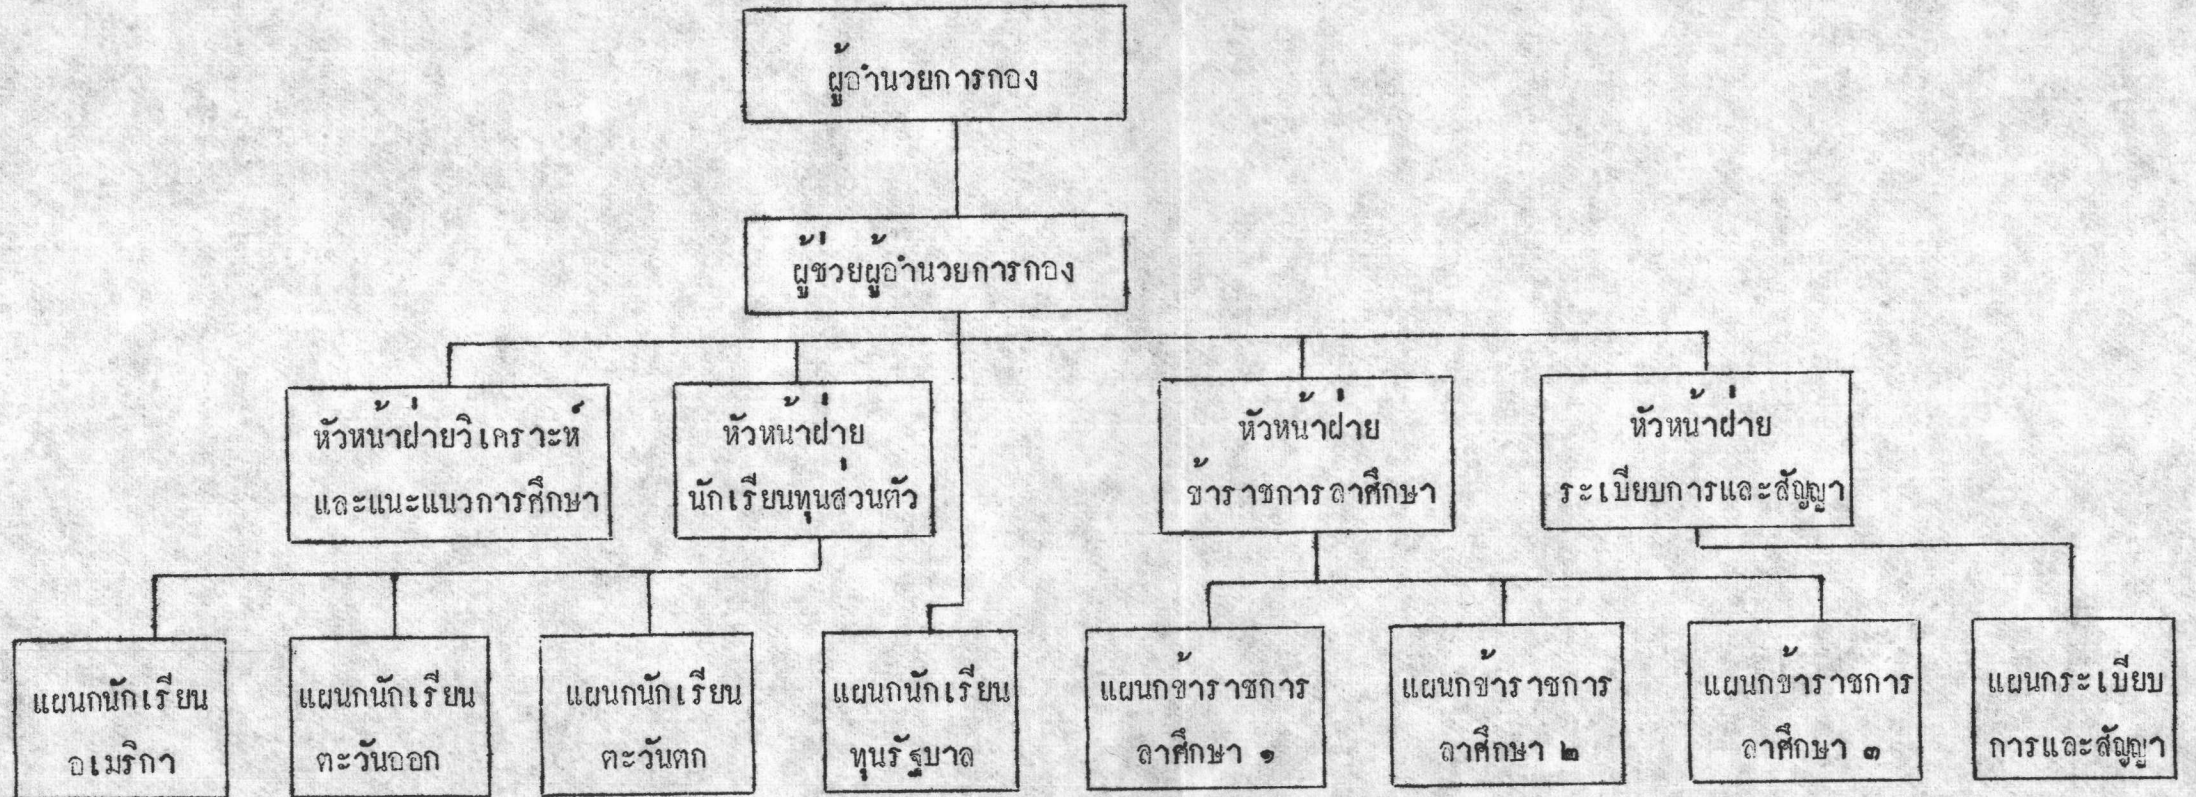 ผู้อำนวยการกอง
ผู้ช่วยผู้อำนวยการกอง
หัวหน้าฝ่ายวิเคราะห์
และแนะแนวการศึกษา
หัวหน้าฝ่าย
นักเรียนทุนส่วนตัว
หัวหน้าฝ่าย
ข้าราชการลาศึกษา
หัวหน้าฝ่าย
ระเบียบการและสัญญา
แผนกนักเรียน
อเมริกา
แผนกนักเรียน
ตะวันออก
แผนกนักเรียน
ตะวันตก
แผนกนักเรียน
ทุนรัฐบาล
แผนกข้าราชการ
ลาศึกษา ๑
แผนกข้าราชการ
ลาศึกษา ๒
แผนกข้าราชการ
ลาศึกษา ๓
แผนกระเบียบ
การและสัญญา